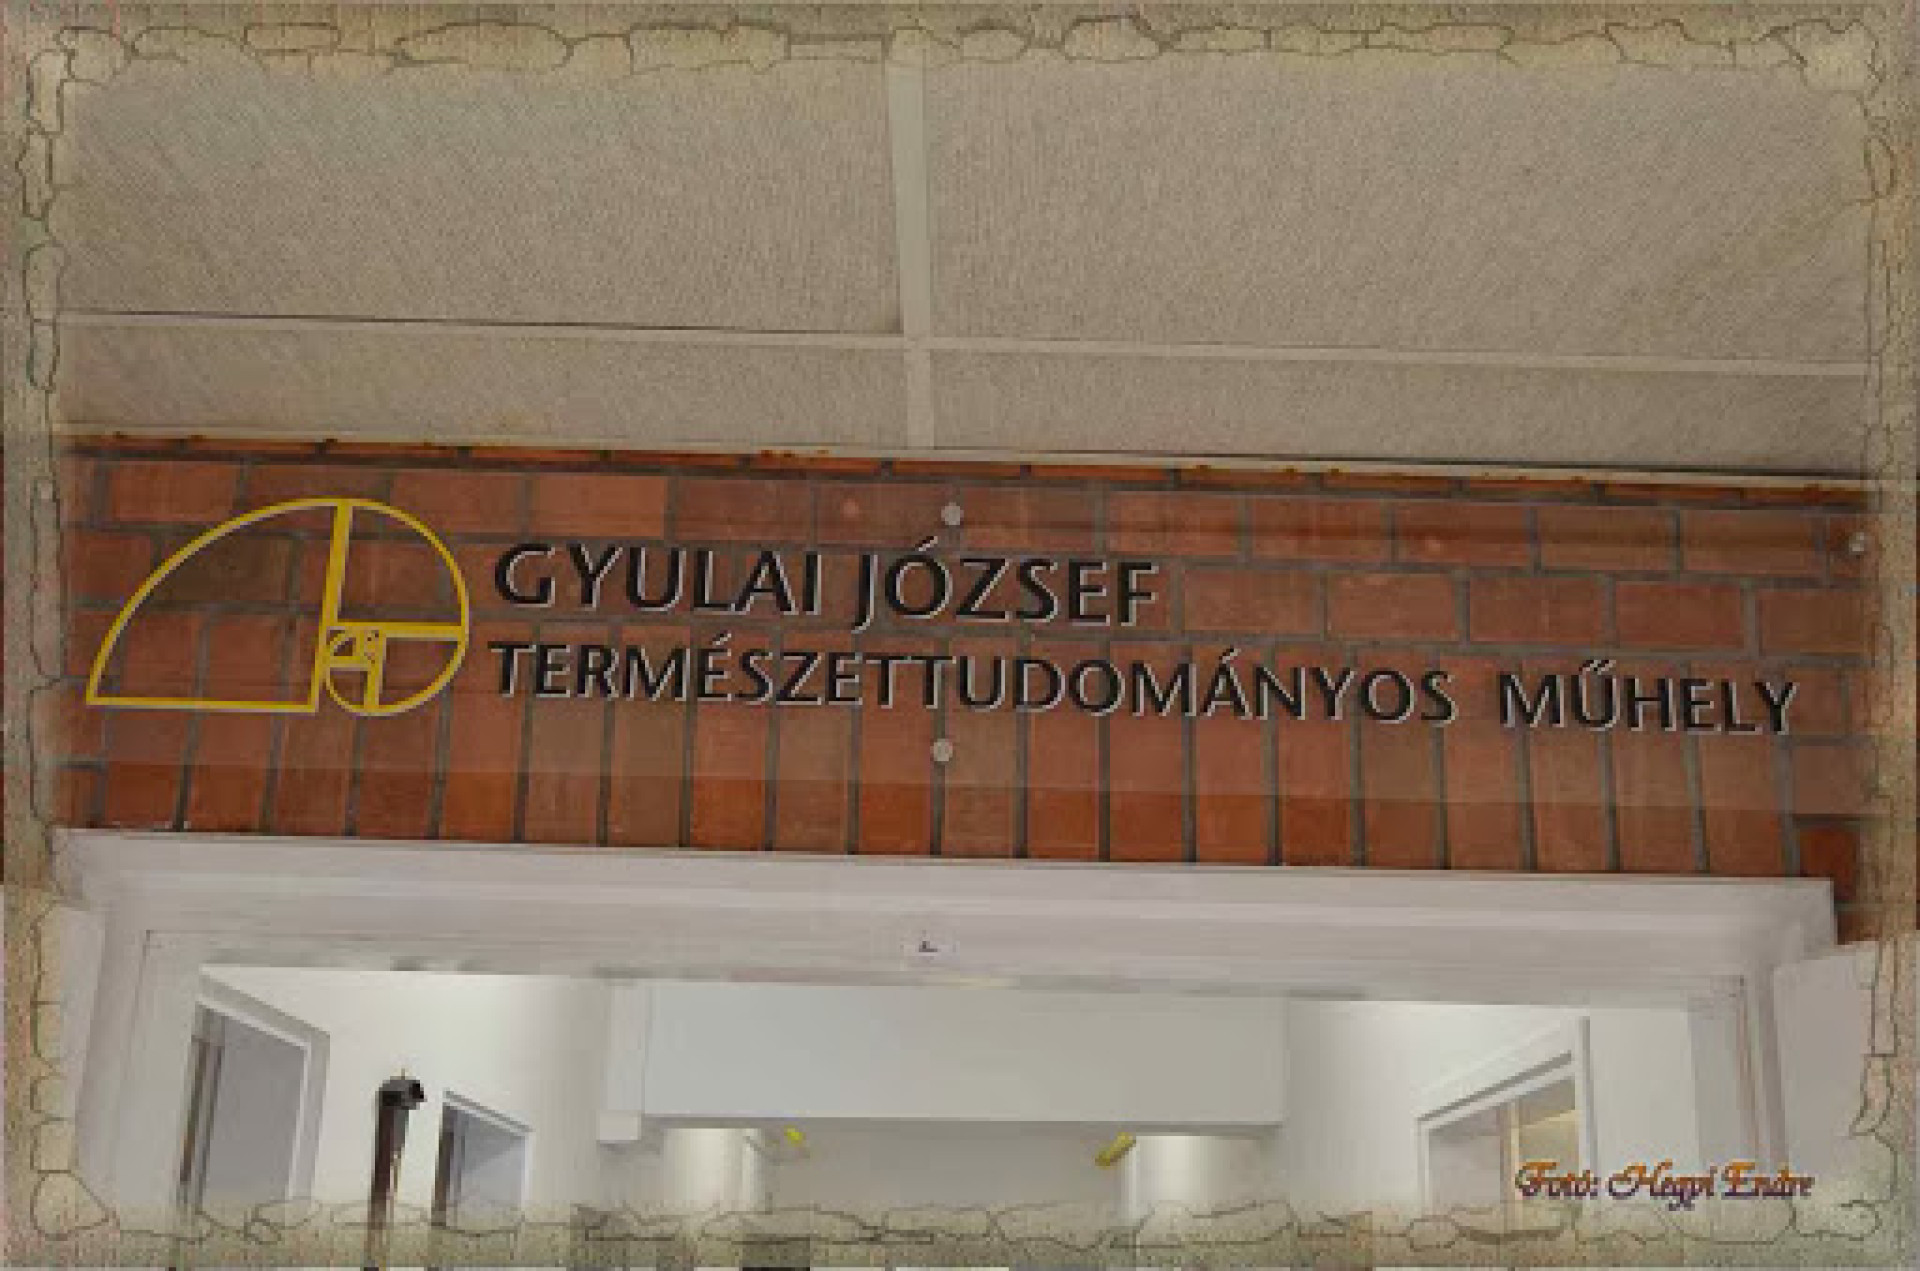 GYULAI JÓZSEF
TERMÉSZETTUDOMÁNYOS MŰHELY
Fotó: Hegyi Endre